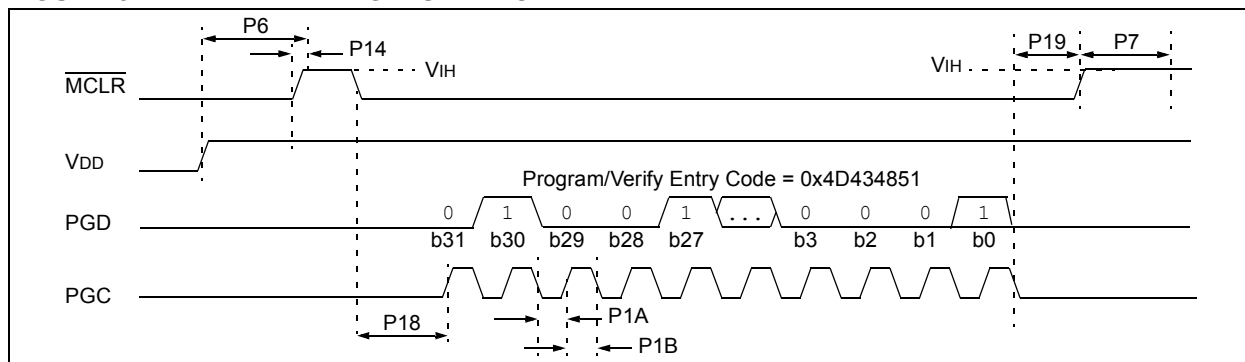 P6
P14
P19
P7
VIH
VIH
MCLR
VDD
Program/Verify Entry Code = 0x4D434851
PGD
0 1 0 0 1 ... 0 0 0 1
b31 b30 b29 b28 b27 b3 b2 b1 b0
PGC
P18
P1A
P1B